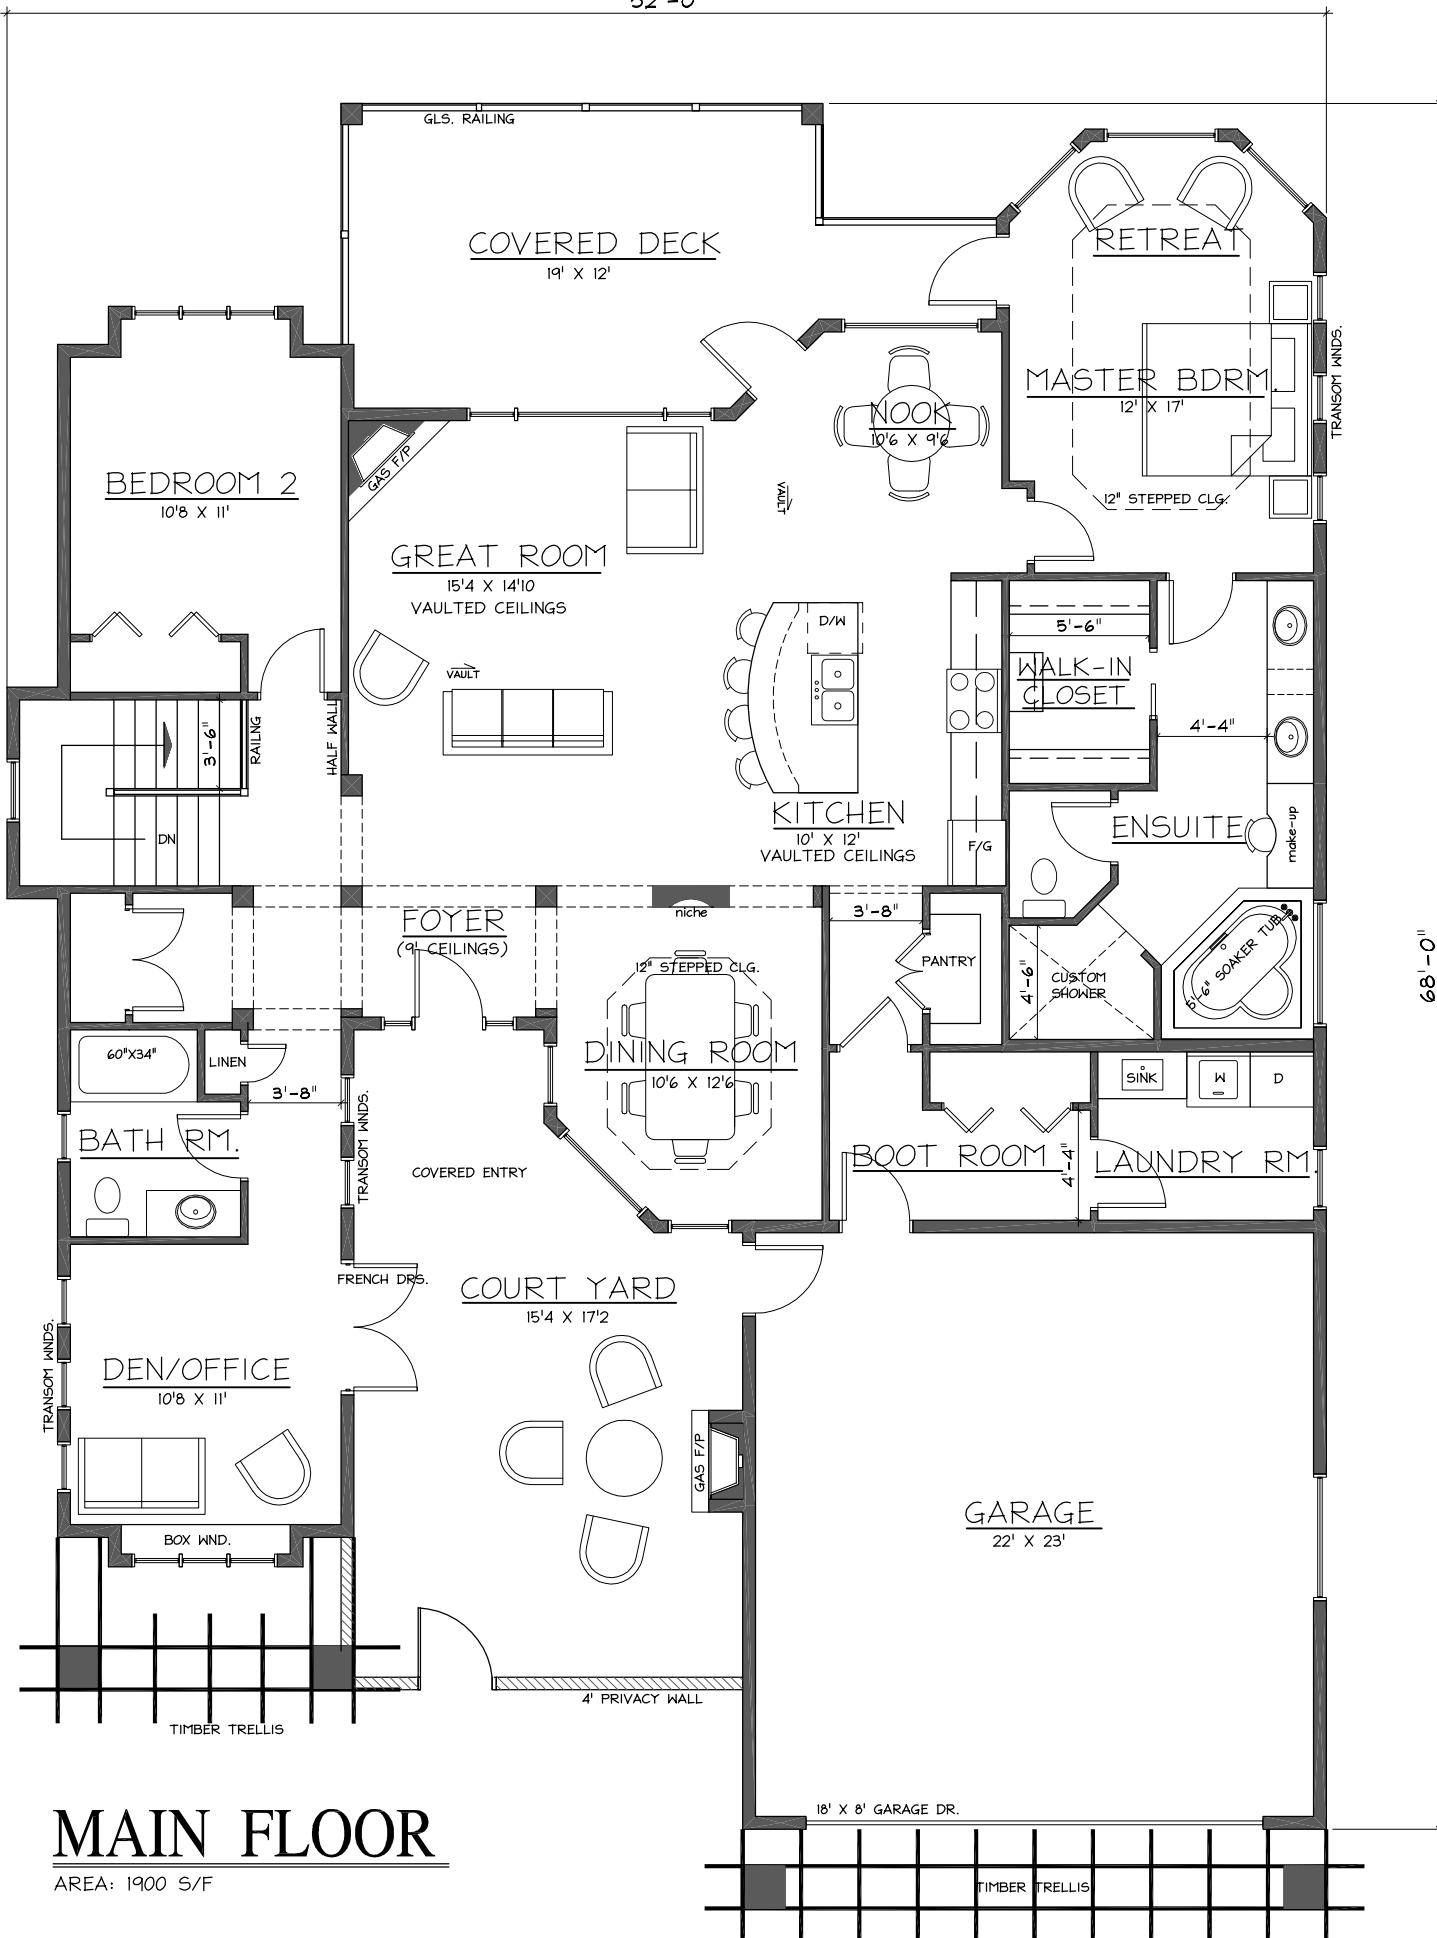 52'-0"
GLS. RAILING
COVERED DECK
19' X 12'
RETREAT
MASTER BDRM.
12' X 17'
TRANSOM WNDS.
12" STEPPED CLG.
NOOK
10'6 X 9'6
VAULT
GAS F/P
BEDROOM 2
10'8 X 11'
GREAT ROOM
15'4 X 14'10
VAULTED CEILINGS
VAULT
D/W
5'-6"
WALK-IN
CLOSET
4'-4"
3'-6"
RAILNG
HALF WALL
DN
KITCHEN
10' X 12'
VAULTED CEILINGS
F/G
ENSUITE
make-up
FOYER
(9' CEILINGS)
niche
3'-8"
PANTRY
4'-6"
CUSTOM
SHOWER
5'-6" SOAKER TUB
68'-0"
12" STEPPED CLG.
DINING ROOM
10'6 X 12'6
60"X34"
LINEN
3'-8"
SINK
W
D
BATH RM.
TRANSOM WNDS.
COVERED ENTRY
BOOT ROOM
4'-4"
LAUNDRY RM.
FRENCH DRS.
COURT YARD
15'4 X 17'2
TRANSOM WNDS.
DEN/OFFICE
10'8 X 11'
GAS F/P
GARAGE
22' X 23'
BOX WND.
4' PRIVACY WALL
TIMBER TRELLIS
18' X 8' GARAGE DR.
MAIN FLOOR
AREA: 1900 S/F
TIMBER TRELLIS